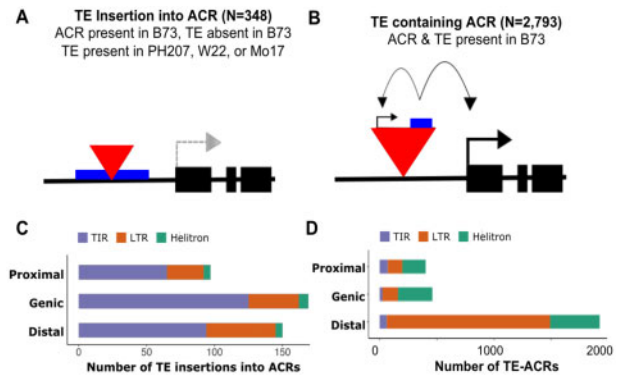 A
TE Insertion into ACR (N=348)
ACR present in B73, TE absent in B73
TE present in PH207, W22, or Mo17
B
TE containing ACR (N=2,793)
ACR & TE present in B73
C
TIR LTR Helitron
Proximal
Genic
Distal
0 50 100 150
Number of TE insertions into ACRs
D
TIR LTR Helitron
Proximal
Genic
Distal
0 1000 2000
Number of TE-ACRs